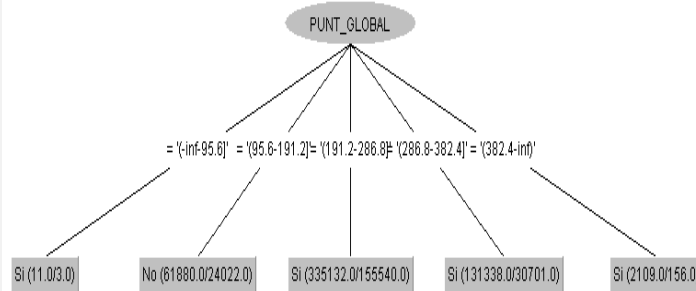 PUNT_GLOBAL
= '(-inf-95.6]' = '(95.6-191.2]' = '(191.2-286.8]' = '(286.8-382.4]' = '(382.4-inf)'
Si (11.0/3.0) No (61880.0/24022.0) Si (335132.0/155540.0) Si (131338.0/30701.0) Si (2109.0/156.0